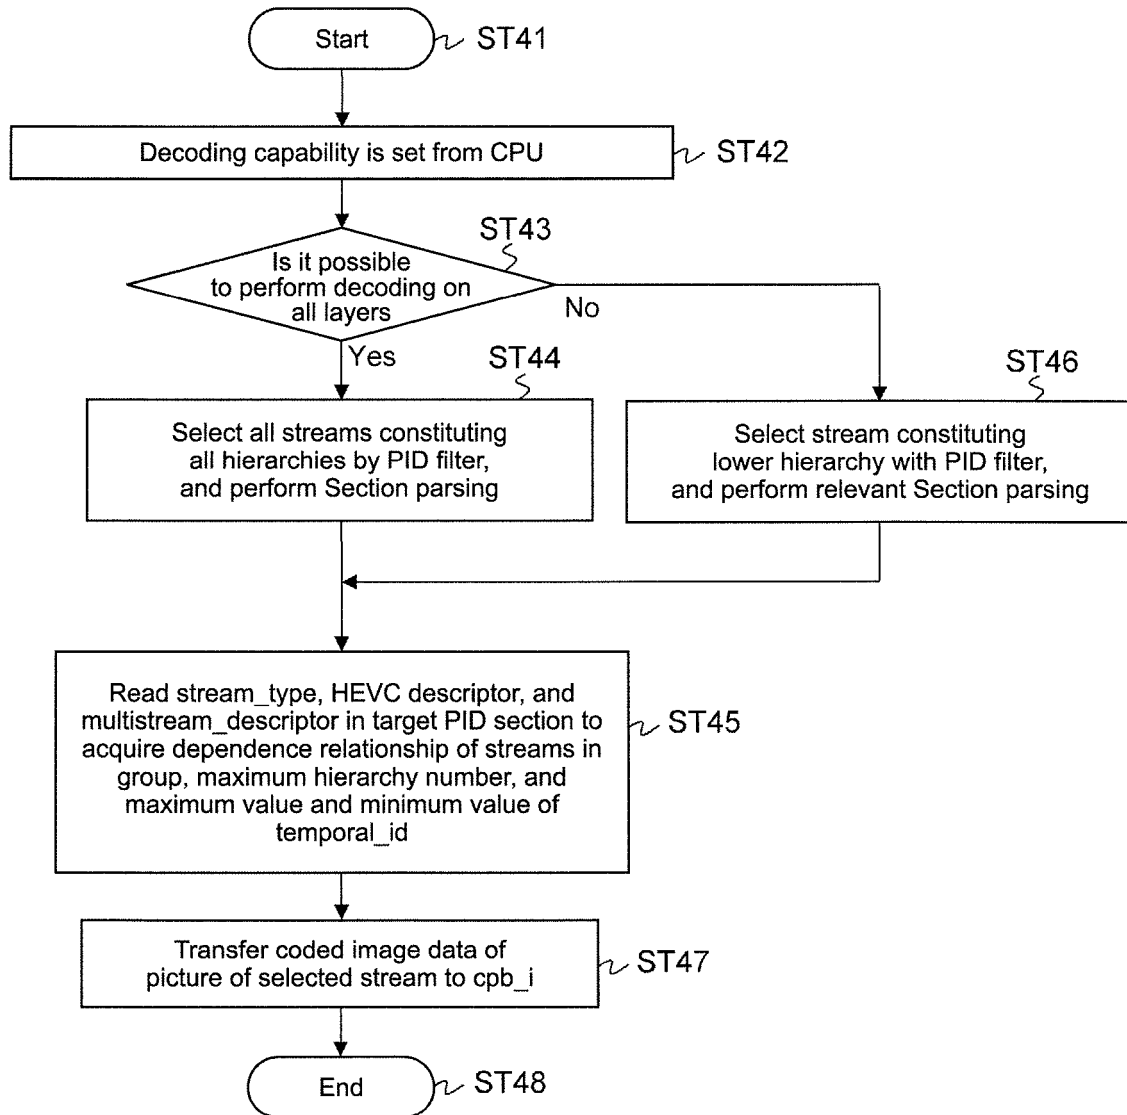 Start
ST41
Decoding capability is set from CPU
ST42
ST43
Is it possible
to perform decoding on
all layers
No
Yes
ST44
Select all streams constituting
all hierarchies by PID filter,
and perform Section parsing
ST46
Select stream constituting
lower hierarchy with PID filter,
and perform relevant Section parsing
Read stream_type, HEVC descriptor, and
multistream_descriptor in target PID section to
acquire dependence relationship of streams in
group, maximum hierarchy number, and
maximum value and minimum value of
temporal_id
ST45
Transfer coded image data of
picture of selected stream to cpb_i
ST47
End
ST48